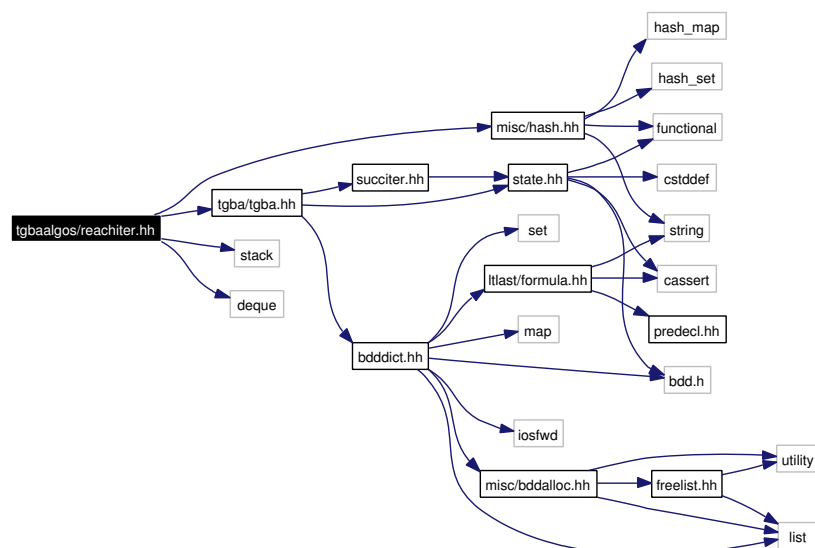 hash_map
hash_set
misc/hash.hh
functional
succiter.hh
state.hh
cstddef
tgba/tgba.hh
tgbaalgos/reachiter.hh
set
string
stack
ltlast/formula.hh
cassert
deque
map
predecl.hh
bdddict.hh
bdd.h
iosfwd
utility
misc/bddalloc.hh
freelist.hh
list